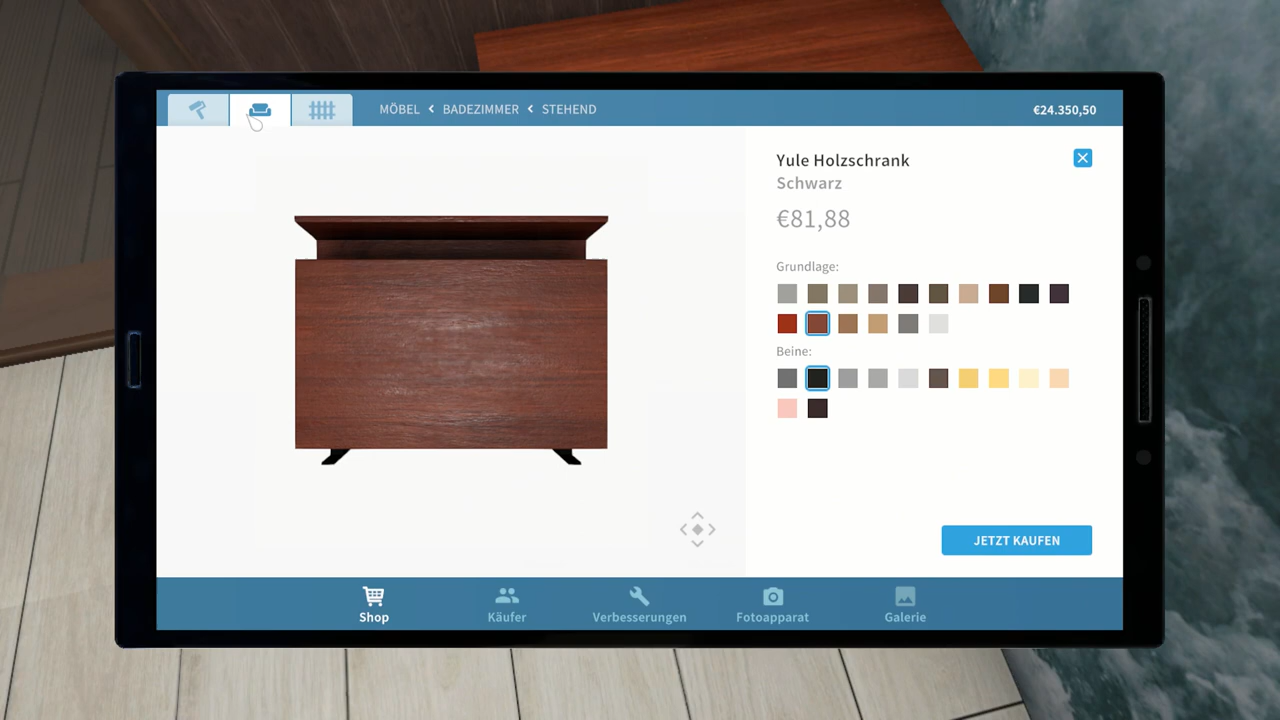 MÖBEL < BADEZIMMER < STEHEND
€24.350,50
Yule Holzschrank
Schwarz
€81,88
Grundlage:
Beine:
JETZT KAUFEN
Shop
Käufer
Verbesserungen
Fotoapparat
Galerie